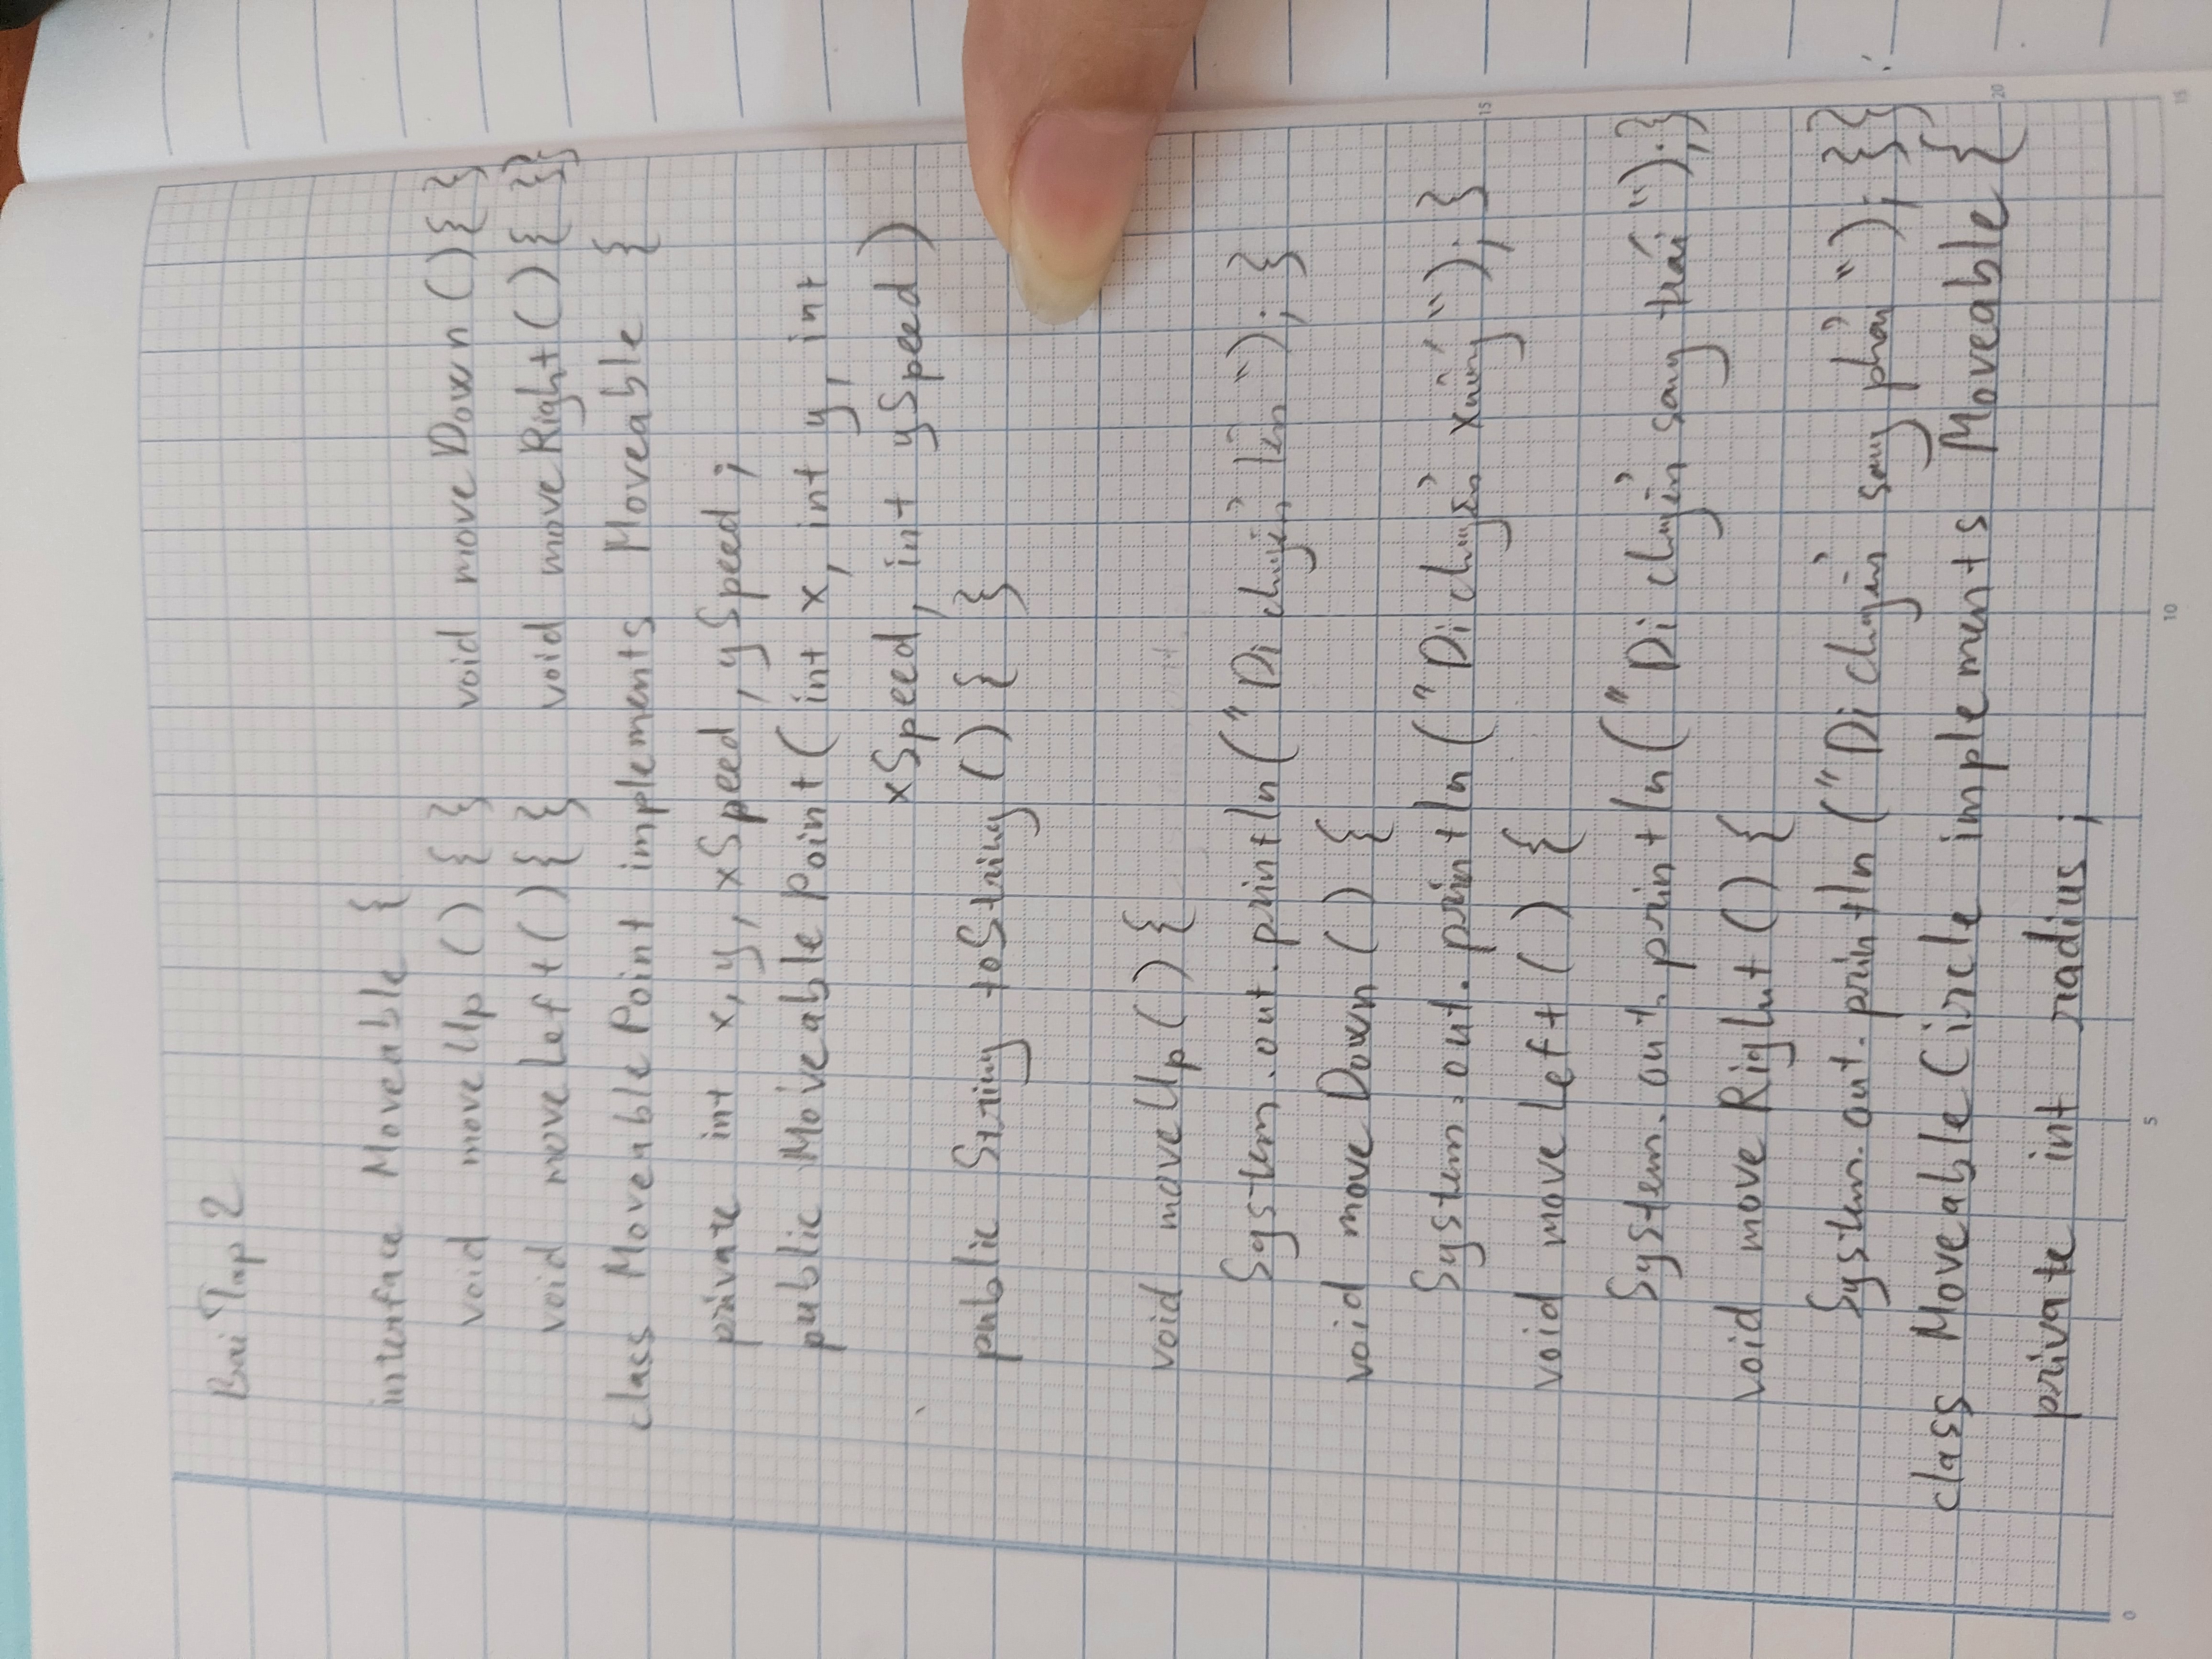 Bai Tap 2
interface Moveable {
void moveUp () { } void moveDown () { }
void moveLeft () { } void moveRight () { }}
class MoveablePoint implements Moveable {
private int x, y, xSpeed, ySpeed ;
public MoveablePoint ( int x, int y, int
xSpeed, int ySpeed )
public String toString () { }
void moveUp () {
System.out.println ("Di chuyển lên "); }
void moveDown () {
System.out.println ("Di chuyển xuống "); }
void moveLeft () {
System.out.println ("Di chuyển sang trái "); }
void moveRight () {
System.out.println ("Di chuyển sang phải "); }}
class MoveableCircle implements Moveable {
private int radius ;
0
5
10
15
15
20